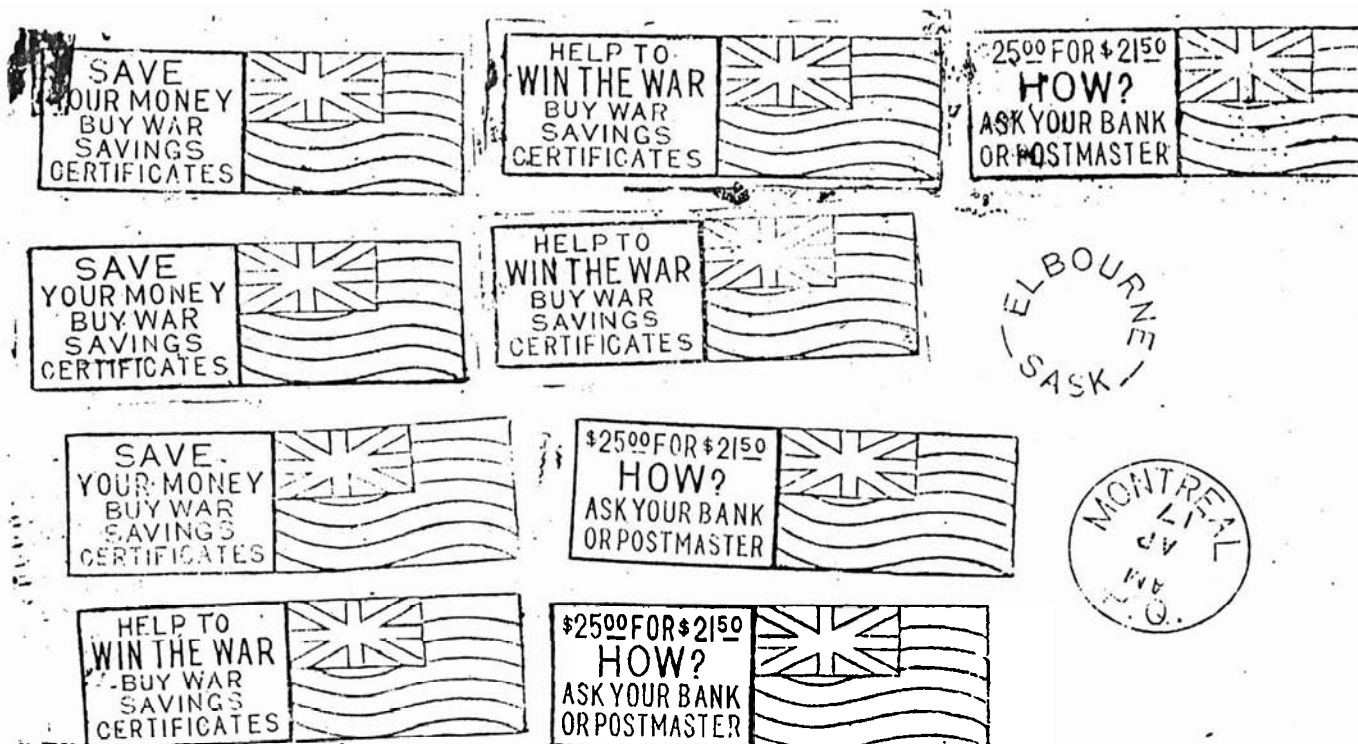 SAVE
YOUR MONEY
BUY WAR
SAVINGS
CERTIFICATES
HELP TO
WIN THE WAR
BUY WAR
SAVINGS
CERTIFICATES
2500 FOR $2150
HOW?
ASK YOUR BANK
OR POSTMASTER
SAVE
YOUR MONEY
BUY WAR
SAVINGS
CERTIFICATES
HELP TO
WIN THE WAR
BUY WAR
SAVINGS
CERTIFICATES
ELBOURNE
SASK
SAVE
YOUR MONEY
BUY WAR
SAVINGS
CERTIFICATES
$2500 FOR $2150
HOW?
ASK YOUR BANK
OR POSTMASTER
MONTREAL
17
AP
AM
P.Q.
HELP TO
WIN THE WAR
BUY WAR
SAVINGS
CERTIFICATES
$2500 FOR $2150
HOW?
ASK YOUR BANK
OR POSTMASTER